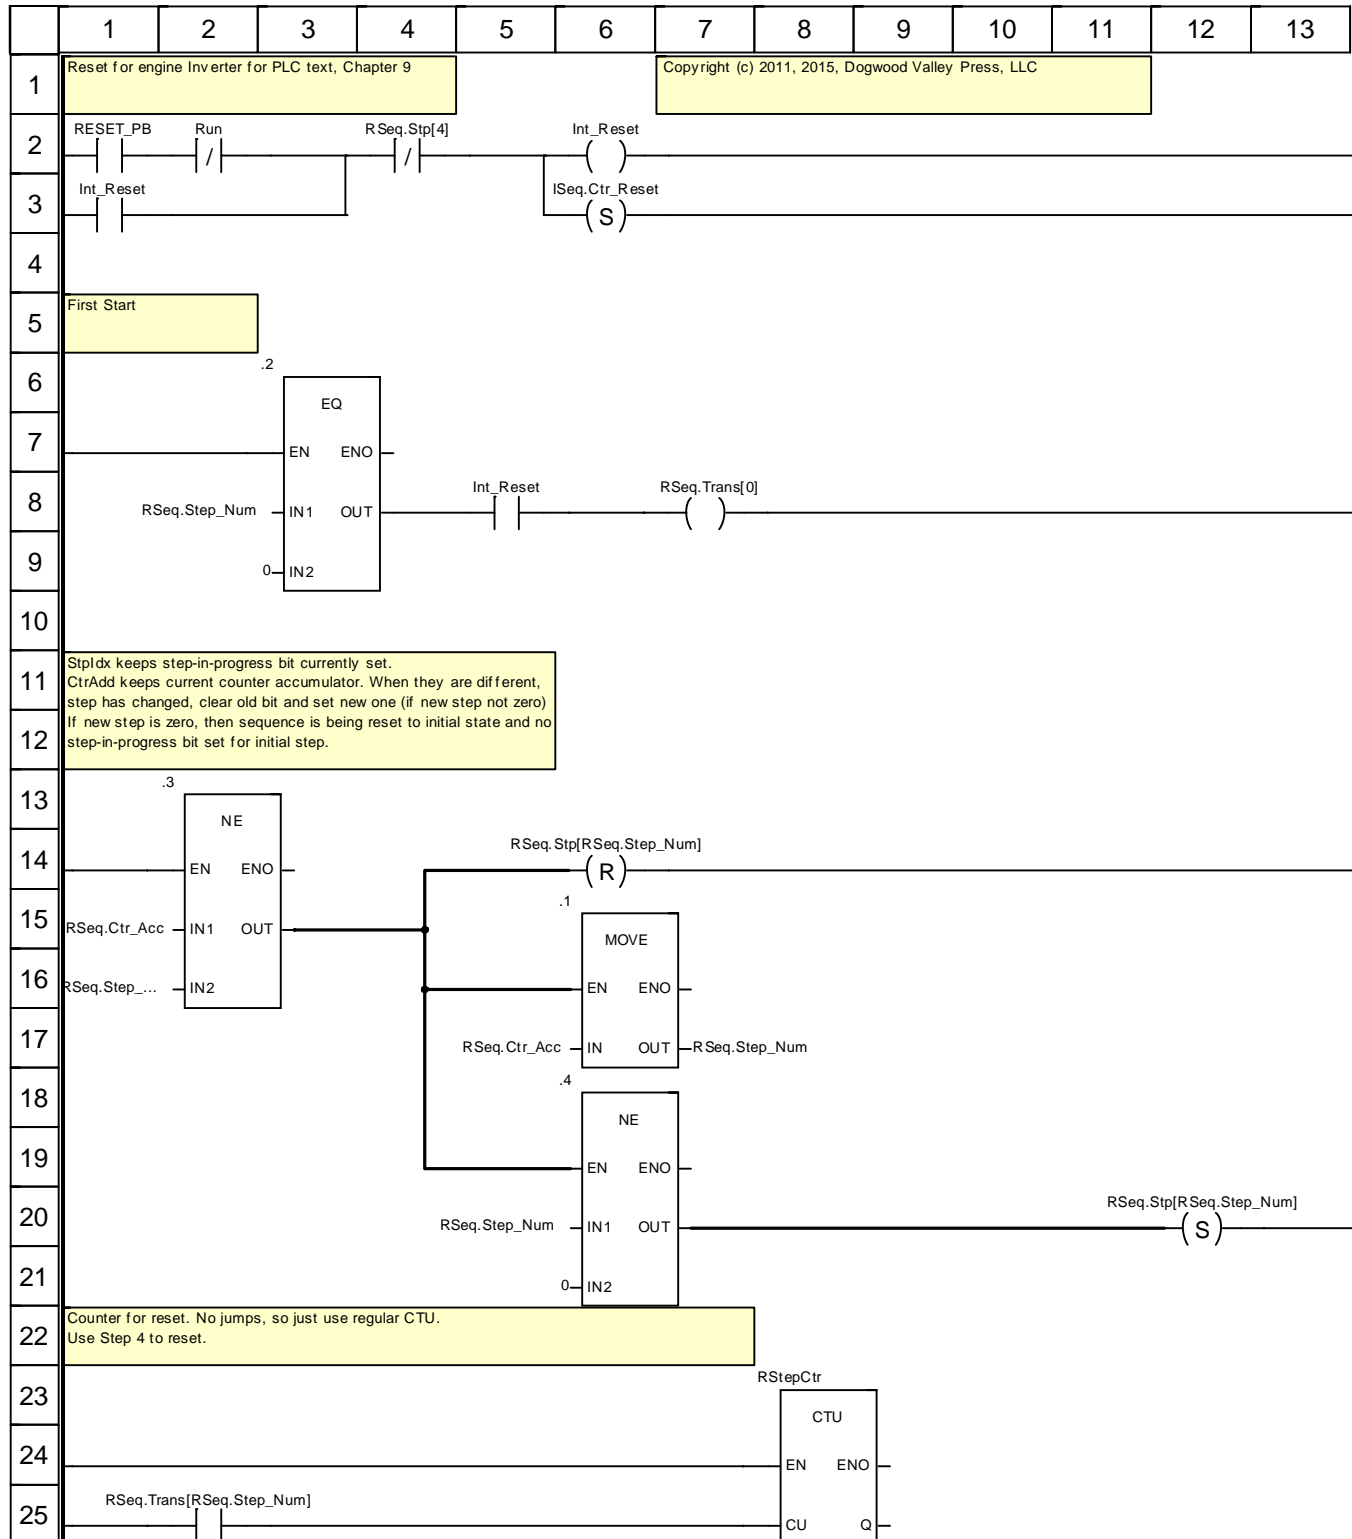 1 2 3 4 5 6 7 8 9 10 11 12 13
1
Reset for engine Inverter for PLC text, Chapter 9
Copyright (c) 2011, 2015, Dogwood Valley Press, LLC
2
RESET_PB Run RSeq.Stp[4] Int_Reset
/ /
3
Int_Reset ISeq.Ctr_Reset
S
4
5
First Start
6
.2
EQ
7
EN ENO
8
Int_Reset RSeq.Trans[0]
RSeq.Step_Num IN1 OUT
9
0 IN2
10
11
StpIdx keeps step-in-progress bit currently set.
CtrAdd keeps current counter accumulator. When they are different,
step has changed, clear old bit and set new one (if new step not zero)
12
If new step is zero, then sequence is being reset to initial state and no
step-in-progress bit set for initial step.
13
.3
NE
14
RSeq.Stp[RSeq.Step_Num]
EN ENO R
15
.1
RSeq.Ctr_Acc IN1 OUT
MOVE
16
RSeq.Step_... IN2
EN ENO
17
RSeq.Ctr_Acc IN OUT RSeq.Step_Num
18
.4
NE
19
EN ENO
20
RSeq.Stp[RSeq.Step_Num]
RSeq.Step_Num IN1 OUT S
21
0 IN2
22
Counter for reset. No jumps, so just use regular CTU.
Use Step 4 to reset.
23
RStepCtr
CTU
24
EN ENO
25
RSeq.Trans[RSeq.Step_Num]
CU Q